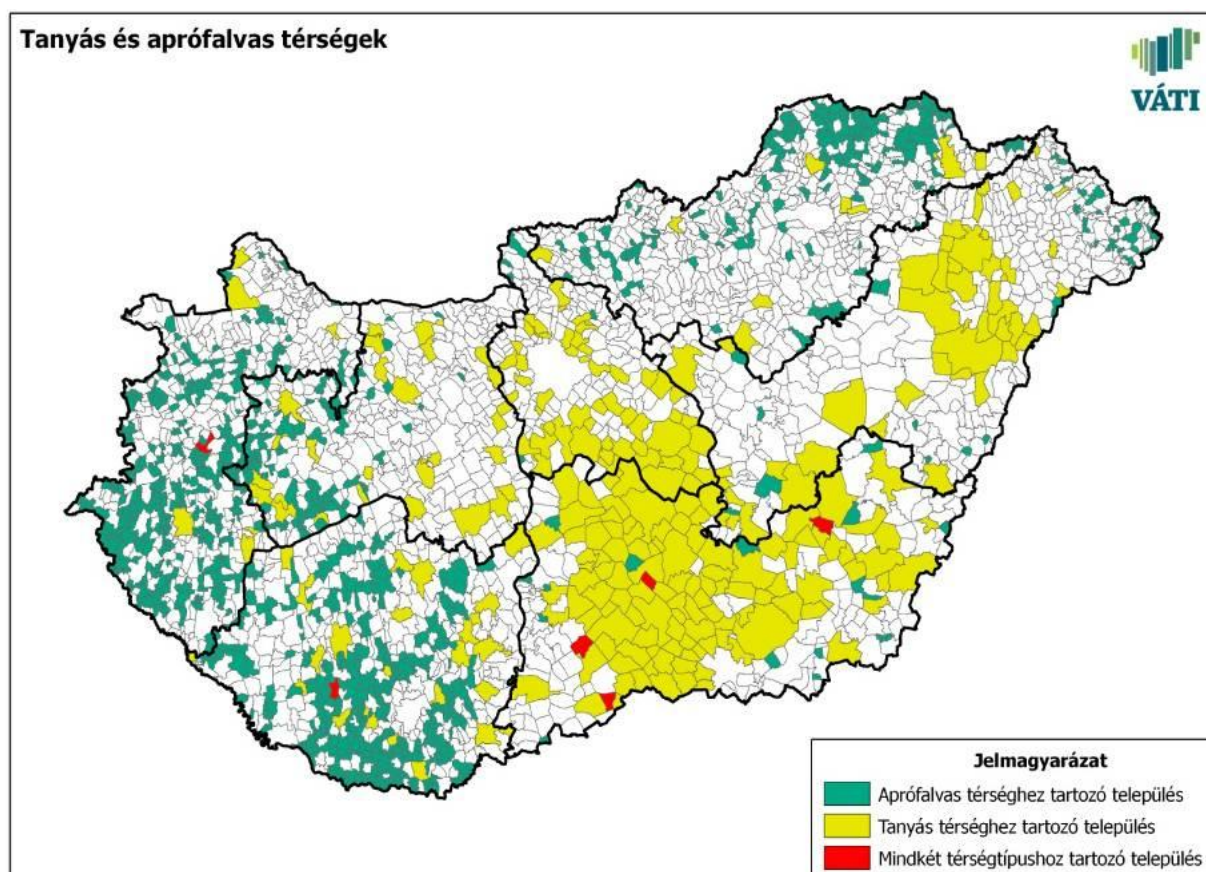 Tanyás és aprófalvas térségek
VÁTI
Jelmagyarázat
Aprófalvas térséghez tartozó település
Tanyás térséghez tartozó település
Mindkét térségtípushoz tartozó település